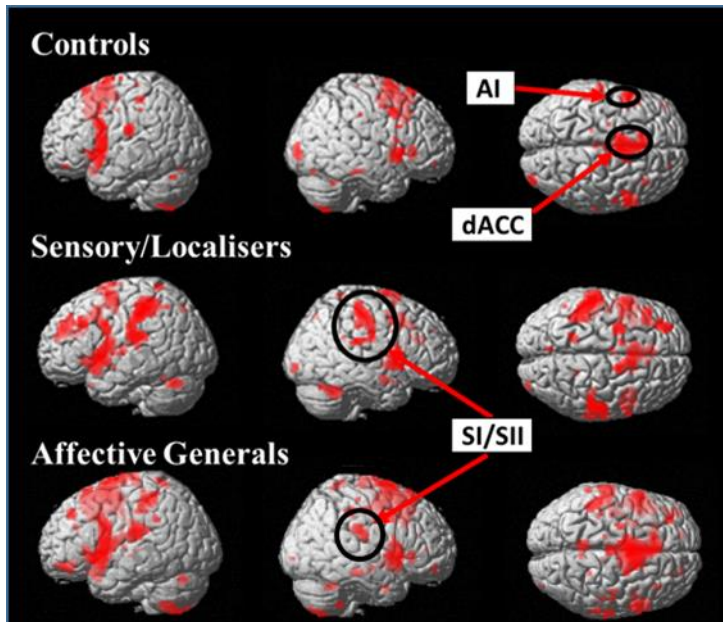 Controls
AI
dACC
Sensory/Localisers
SI/SII
Affective Generals